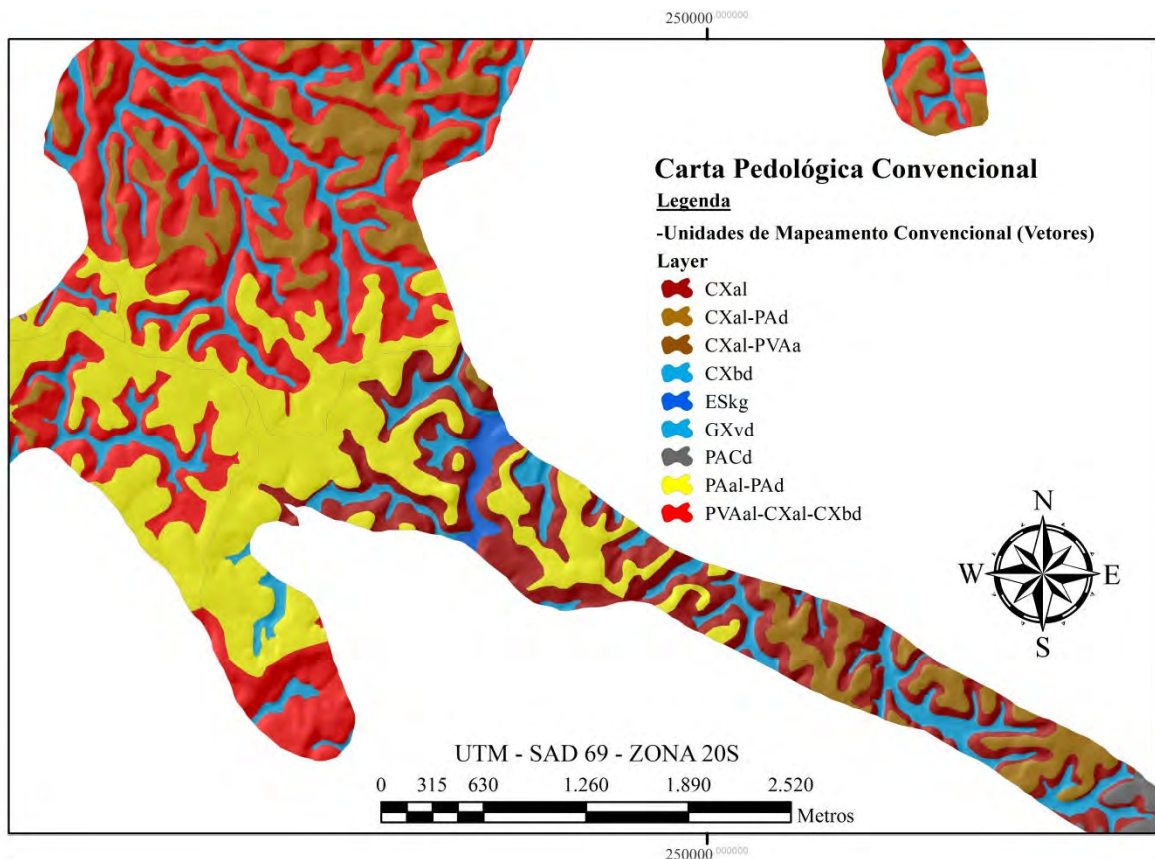 250000,000000
Carta Pedológica Convencional
Legenda
-Unidades de Mapeamento Convencional (Vetores)
Layer
CXal
CXal-PAd
CXal-PVAa
CXbd
ESkg
GXvd
PACd
PAal-PAd
PVAal-CXal-CXbd
N
W E
S
UTM - SAD 69 - ZONA 20S
0 315 630 1.260 1.890 2.520
Metros
250000,000000